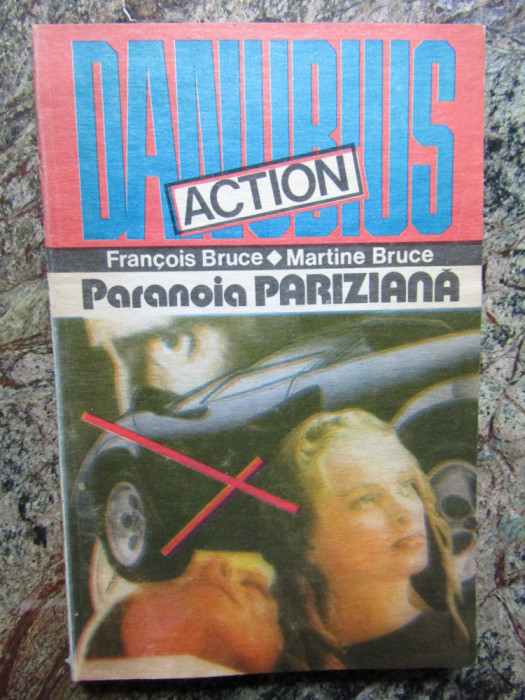 DANUBIUS
ACTION
François Bruce ◆ Martine Bruce
Paranoia PARIZIANĂ